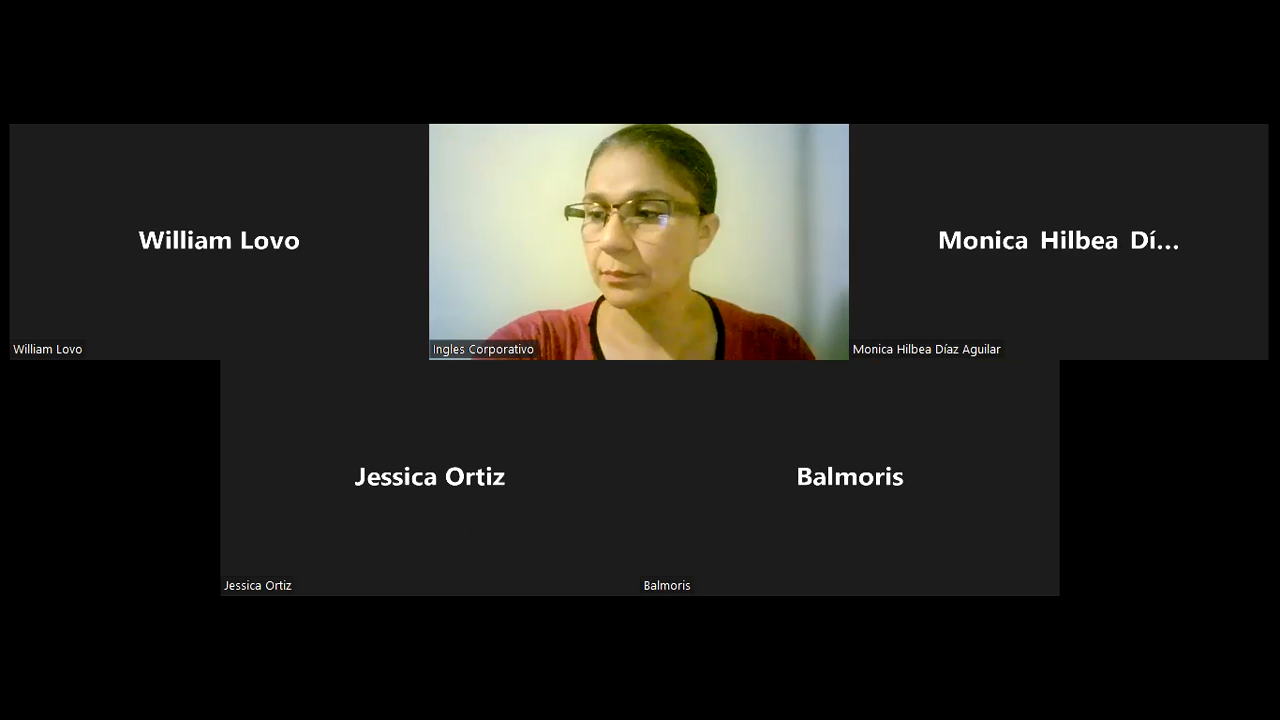 William Lovo
Monica Hilbea Dí...
William Lovo
Ingles Corporativo
Monica Hilbea Díaz Aguilar
Jessica Ortiz
Balmoris
Jessica Ortiz
Balmoris